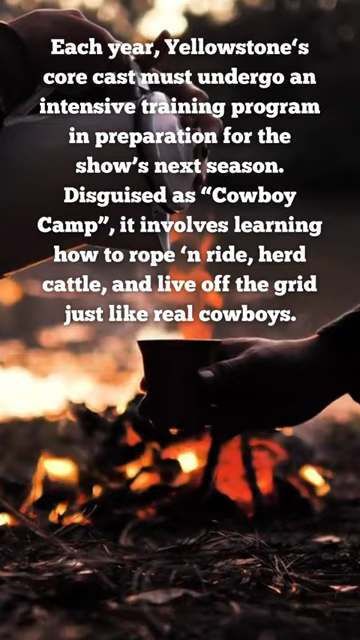 Each year, Yellowstone‘s
core cast must undergo an
intensive training program
in preparation for the
show’s next season.
Disguised as “Cowboy
Camp”, it involves learning
how to rope ‘n ride, herd
cattle, and live off the grid
just like real cowboys.